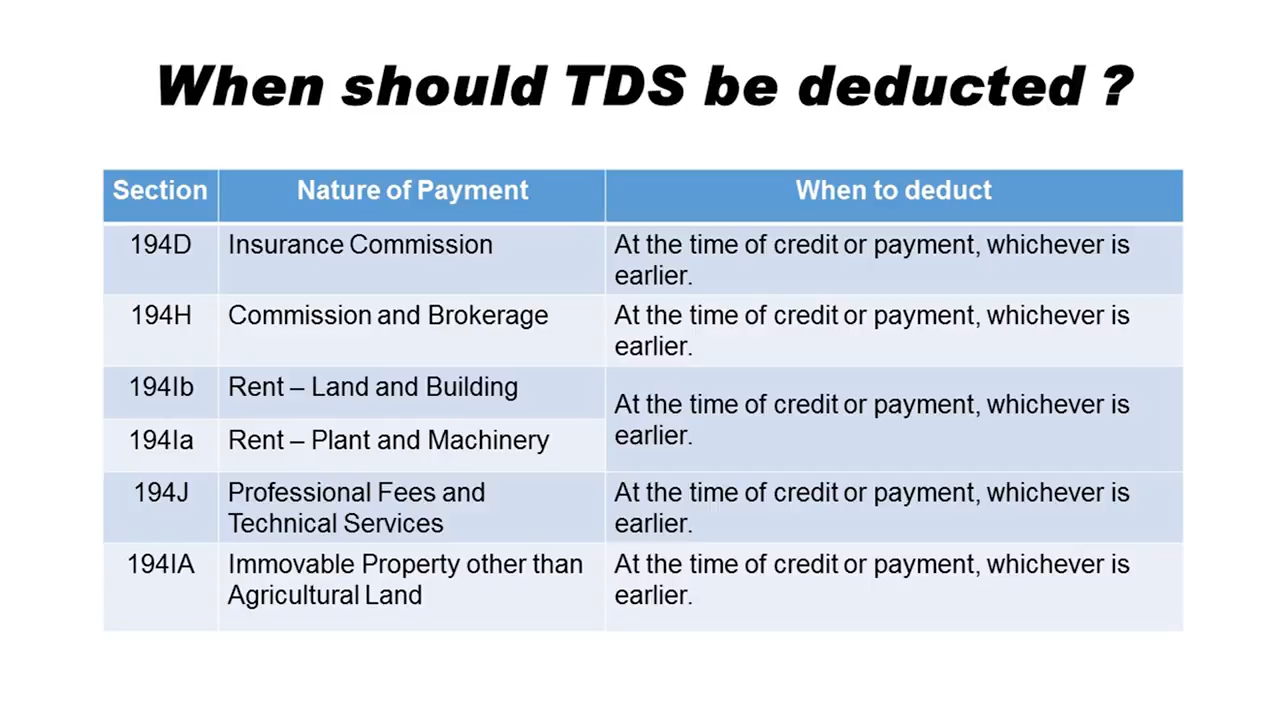 When should TDS be deducted ?
Section Nature of Payment When to deduct
194D Insurance Commission At the time of credit or payment, whichever is
earlier.
194H Commission and Brokerage At the time of credit or payment, whichever is
earlier.
194Ib Rent – Land and Building
194Ia Rent – Plant and Machinery
At the time of credit or payment, whichever is
earlier.
194J Professional Fees and
Technical Services
At the time of credit or payment, whichever is
earlier.
194IA Immovable Property other than
Agricultural Land
At the time of credit or payment, whichever is
earlier.